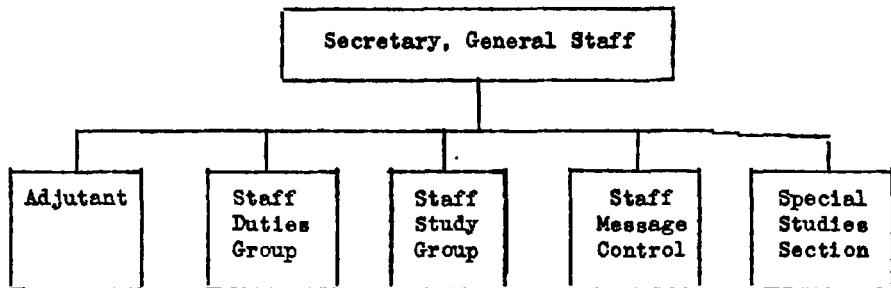 Secretary, General Staff
Adjutant
Staff
Duties
Group
Staff
Study
Group
Staff
Message
Control
Special
Studies
Section